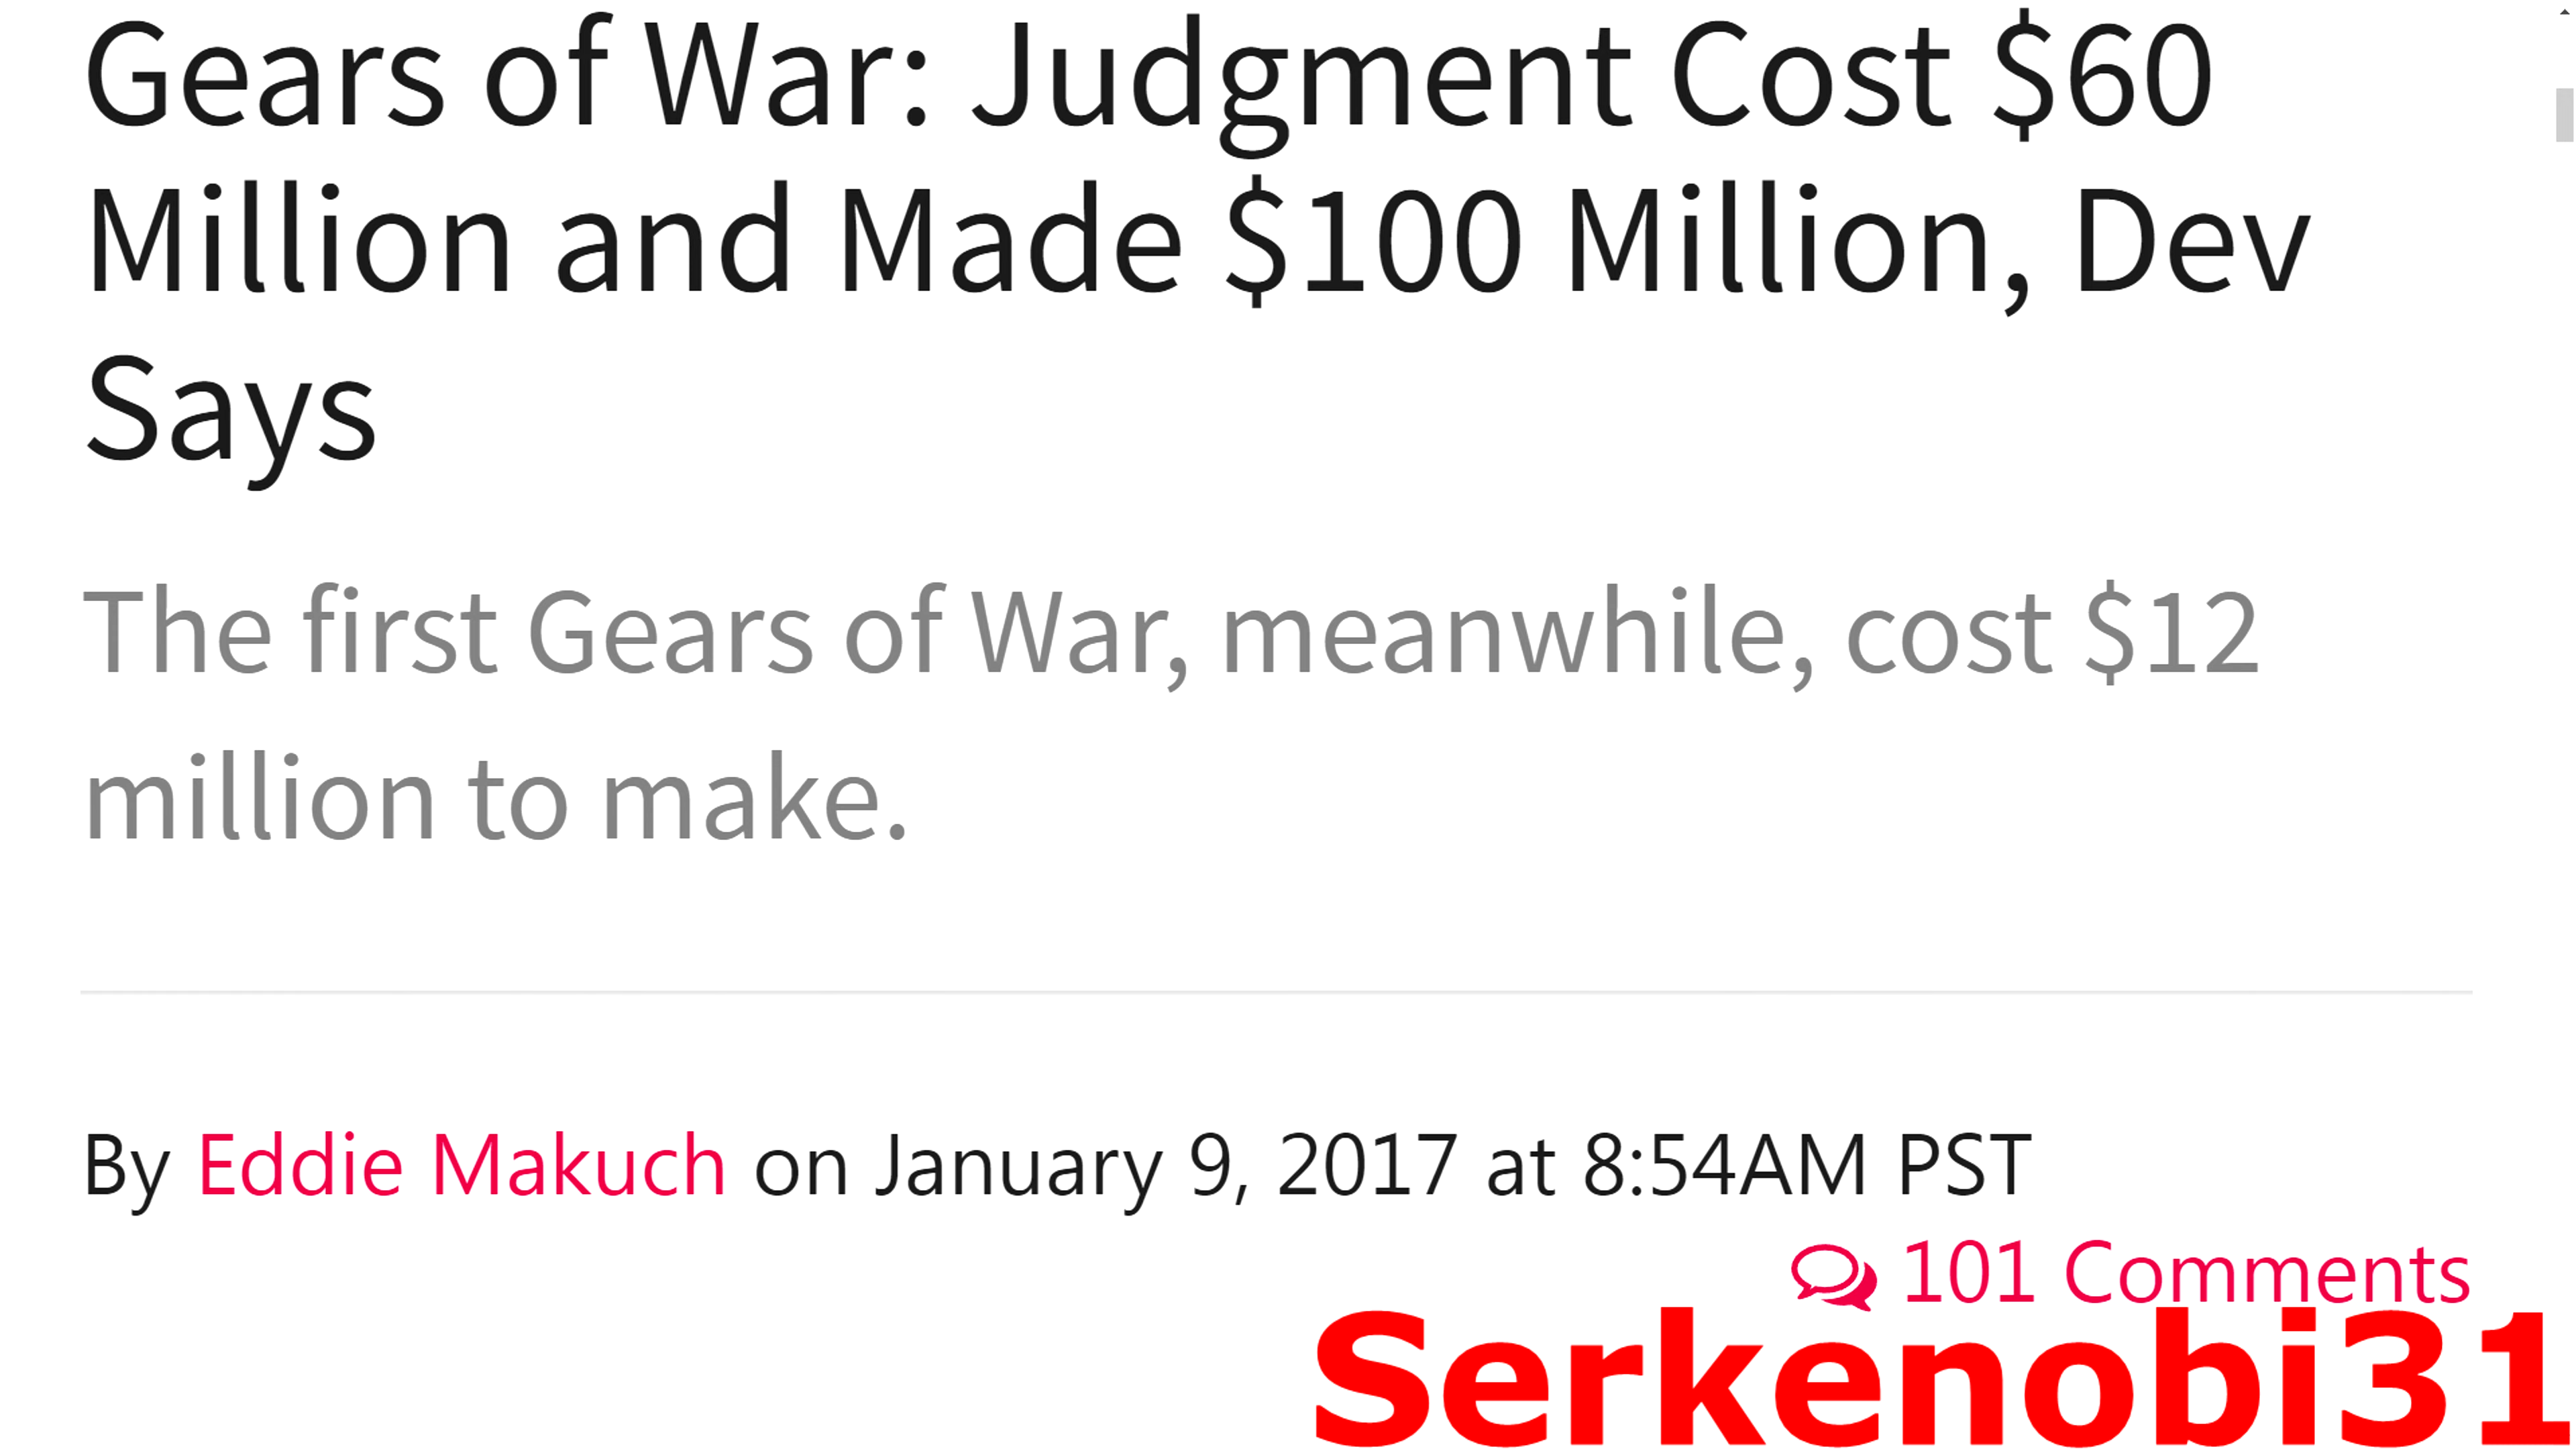 Gears of War: Judgment Cost $60
Million and Made $100 Million, Dev
Says
The first Gears of War, meanwhile, cost $12
million to make.
By Eddie Makuch on January 9, 2017 at 8:54AM PST
101 Comments
Serkenobi31